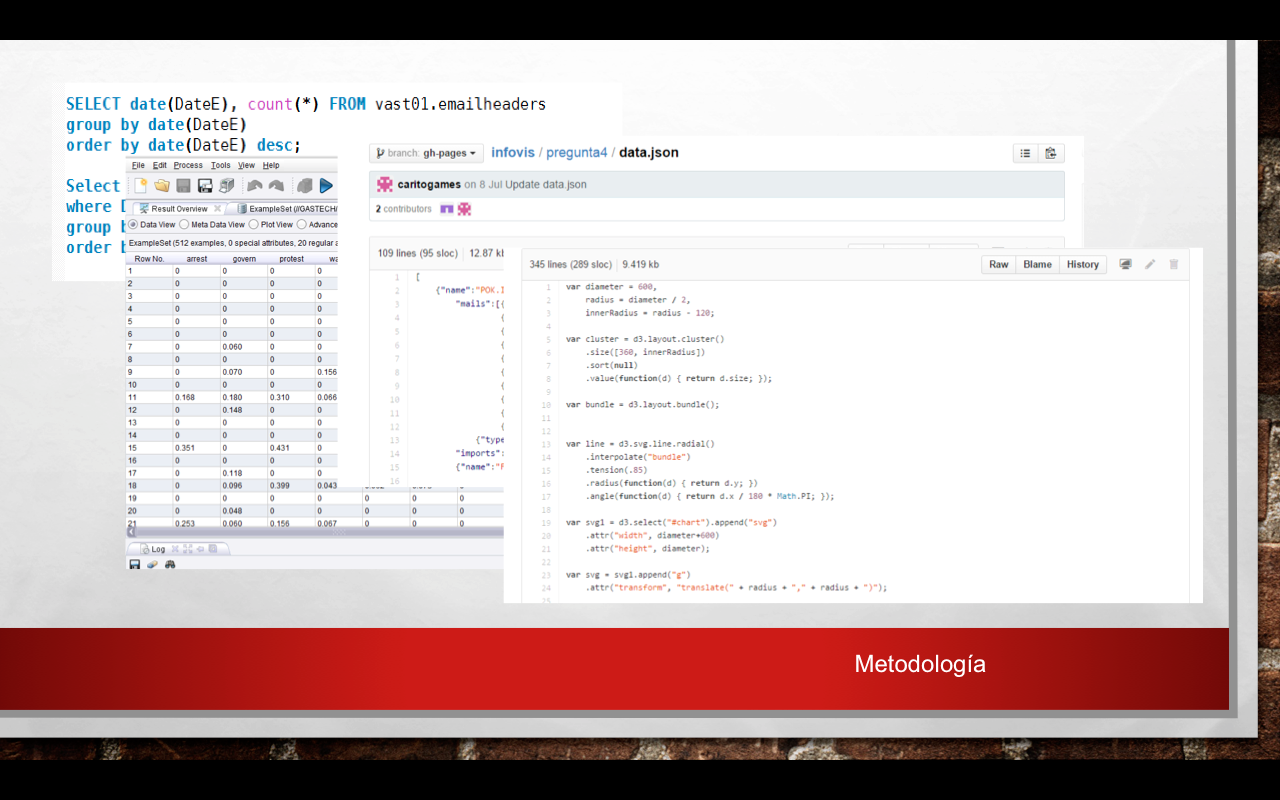 SELECT date(DateE), count(*) FROM vast01.emailheaders
group by date(DateE)
order by date(DateE) desc;
Select
where
group
order
File Edit Process Tools View Help
Result Overview ExampleSet (//GASTECH/
Data View Meta Data View Plot View Advance
ExampleSet (512 examples, 0 special attributes, 20 regular a
Row No. arrest govern protest wa
1 0 0 0 0
2 0 0 0 0
3 0 0 0 0
4 0 0 0 0
5 0 0 0 0
6 0 0 0 0
7 0 0.060 0 0
8 0 0 0 0
9 0 0.070 0 0.156
10 0 0 0 0
11 0.168 0.180 0.310 0.066
12 0 0.148 0 0
13 0 0 0 0
14 0 0 0 0
15 0.351 0 0.431 0
16 0 0 0 0
17 0 0.118 0 0
18 0 0.096 0.399 0.043
19 0 0 0 0 0 0 0
20 0 0.048 0 0 0 0 0
21 0.253 0.060 0.156 0.067 0 0 0
Log
branch: gh-pages infovis / pregunta4 / data.json
caritogames on 8 Jul Update data.json
2 contributors
109 lines (95 sloc) 12.87 kb
1 [
2 {"name":"POK.
3 "mails":[{
4 {
5 {
6 {
7 {
8 {
9 {
10 {
11 {
12 {
13 {"type
14 "imports":
15 {"name":"F
16
345 lines (289 sloc) 9.419 kb Raw Blame History
1 var diameter = 600,
2 radius = diameter / 2,
3 innerRadius = radius - 120;
4
5 var cluster = d3.layout.cluster()
6 .size([360, innerRadius])
7 .sort(null)
8 .value(function(d) { return d.size; });
9
10 var bundle = d3.layout.bundle();
11
12
13 var line = d3.svg.line.radial()
14 .interpolate("bundle")
15 .tension(.85)
16 .radius(function(d) { return d.y; })
17 .angle(function(d) { return d.x / 180 * Math.PI; });
18
19 var svg1 = d3.select("#chart").append("svg")
20 .attr("width", diameter+600)
21 .attr("height", diameter);
22
23 var svg = svg1.append("g")
24 .attr("transform", "translate(" + radius + "," + radius + ")");
25
Metodología